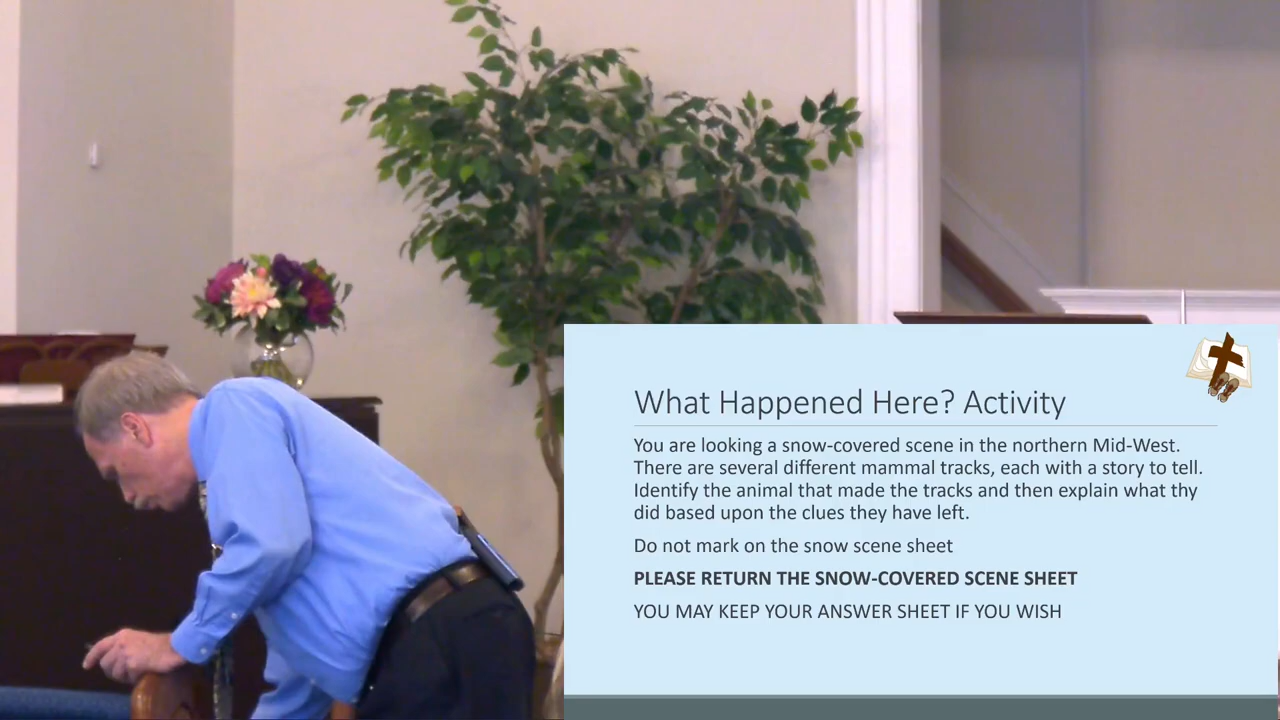 What Happened Here? Activity
You are looking a snow-covered scene in the northern Mid-West.
There are several different mammal tracks, each with a story to tell.
Identify the animal that made the tracks and then explain what thy
did based upon the clues they have left.
Do not mark on the snow scene sheet
PLEASE RETURN THE SNOW-COVERED SCENE SHEET
YOU MAY KEEP YOUR ANSWER SHEET IF YOU WISH